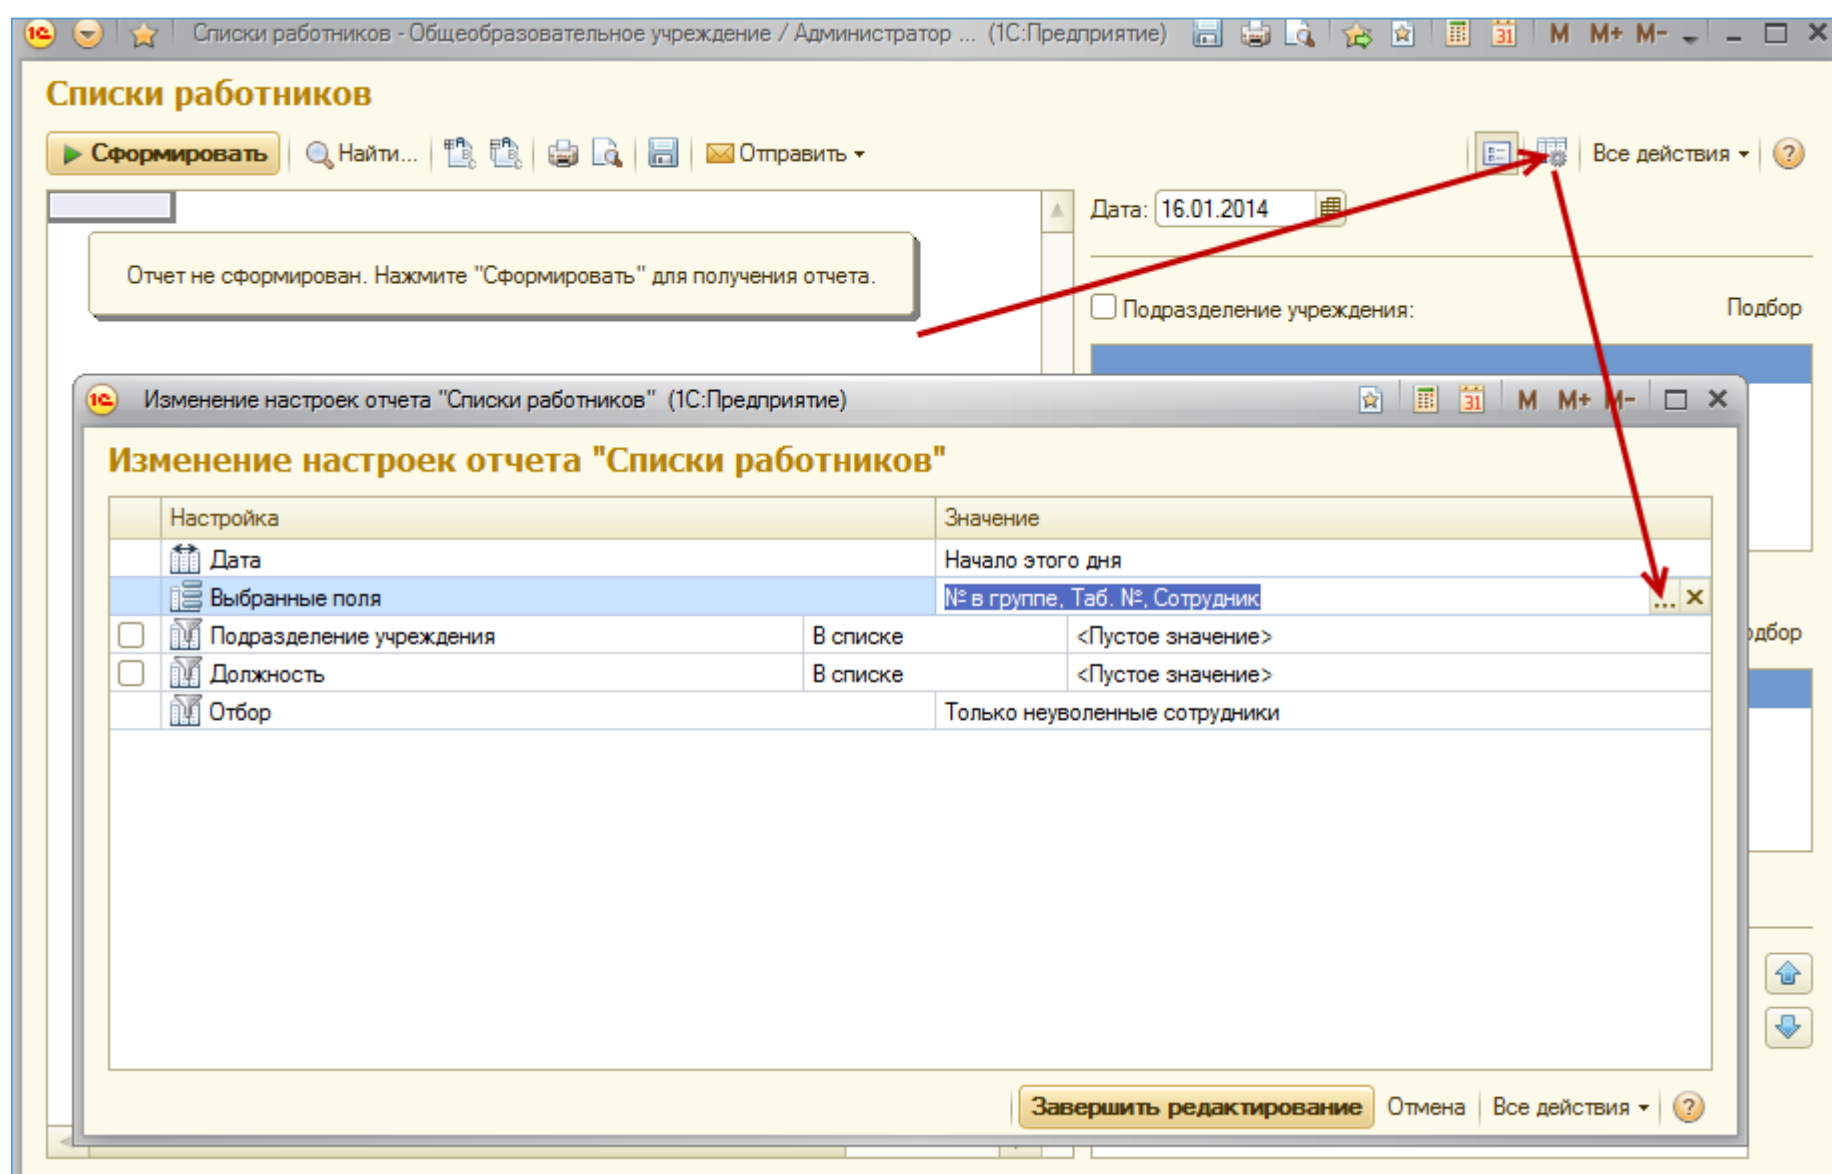 Списки работников - Общеобразовательное учреждение / Администратор ... (1С:Предприятие) 31 M M+ M-
Списки работников
Сформировать Найти... Отправить Все действия ?
Дата: 16.01.2014
Отчет не сформирован. Нажмите "Сформировать" для получения отчета.
Подразделение учреждения: Подбор
Изменение настроек отчета "Списки работников" (1С:Предприятие) 31 M M+ M-
Изменение настроек отчета "Списки работников"
Настройка Значение
Дата Начало этого дня
Выбранные поля № в группе, Таб. №, Сотрудник ...
Подразделение учреждения В списке <Пустое значение>
Должность В списке <Пустое значение>
Отбор Только неуволенные сотрудники
Завершить редактирование Отмена Все действия ?